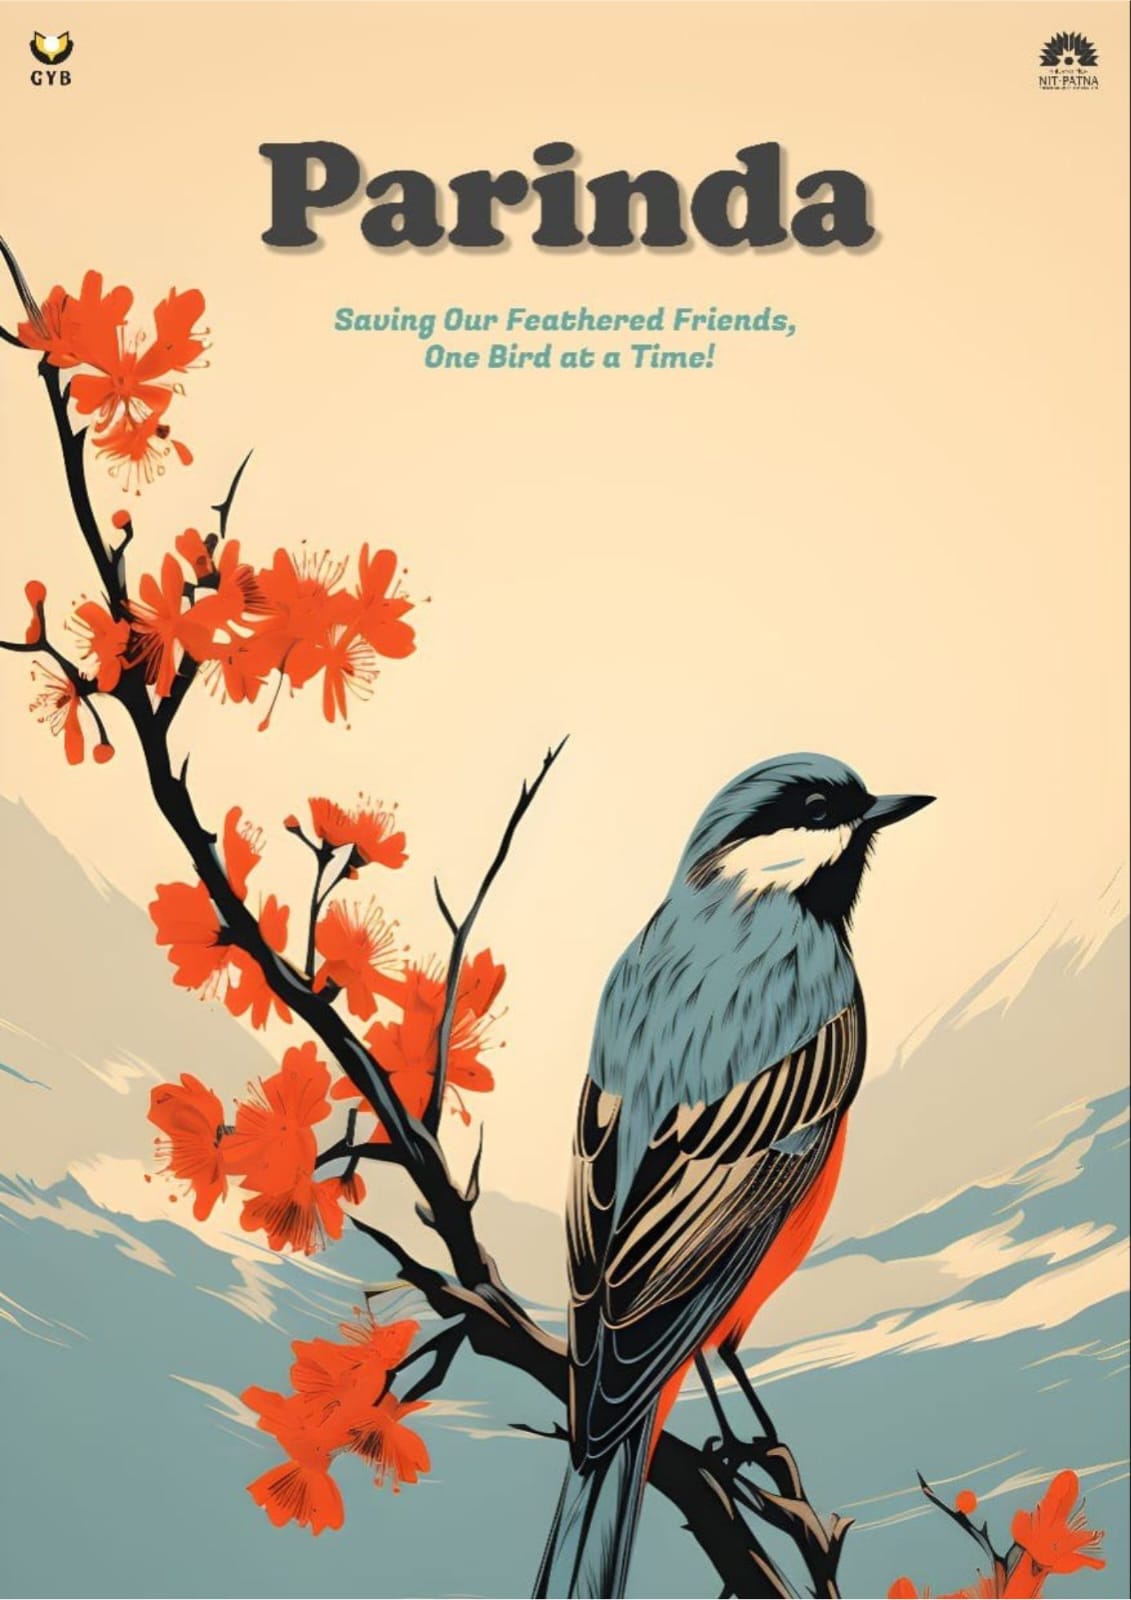 GYB
NIT-PATNA
Parinda
Saving Our Feathered Friends,
One Bird at a Time!